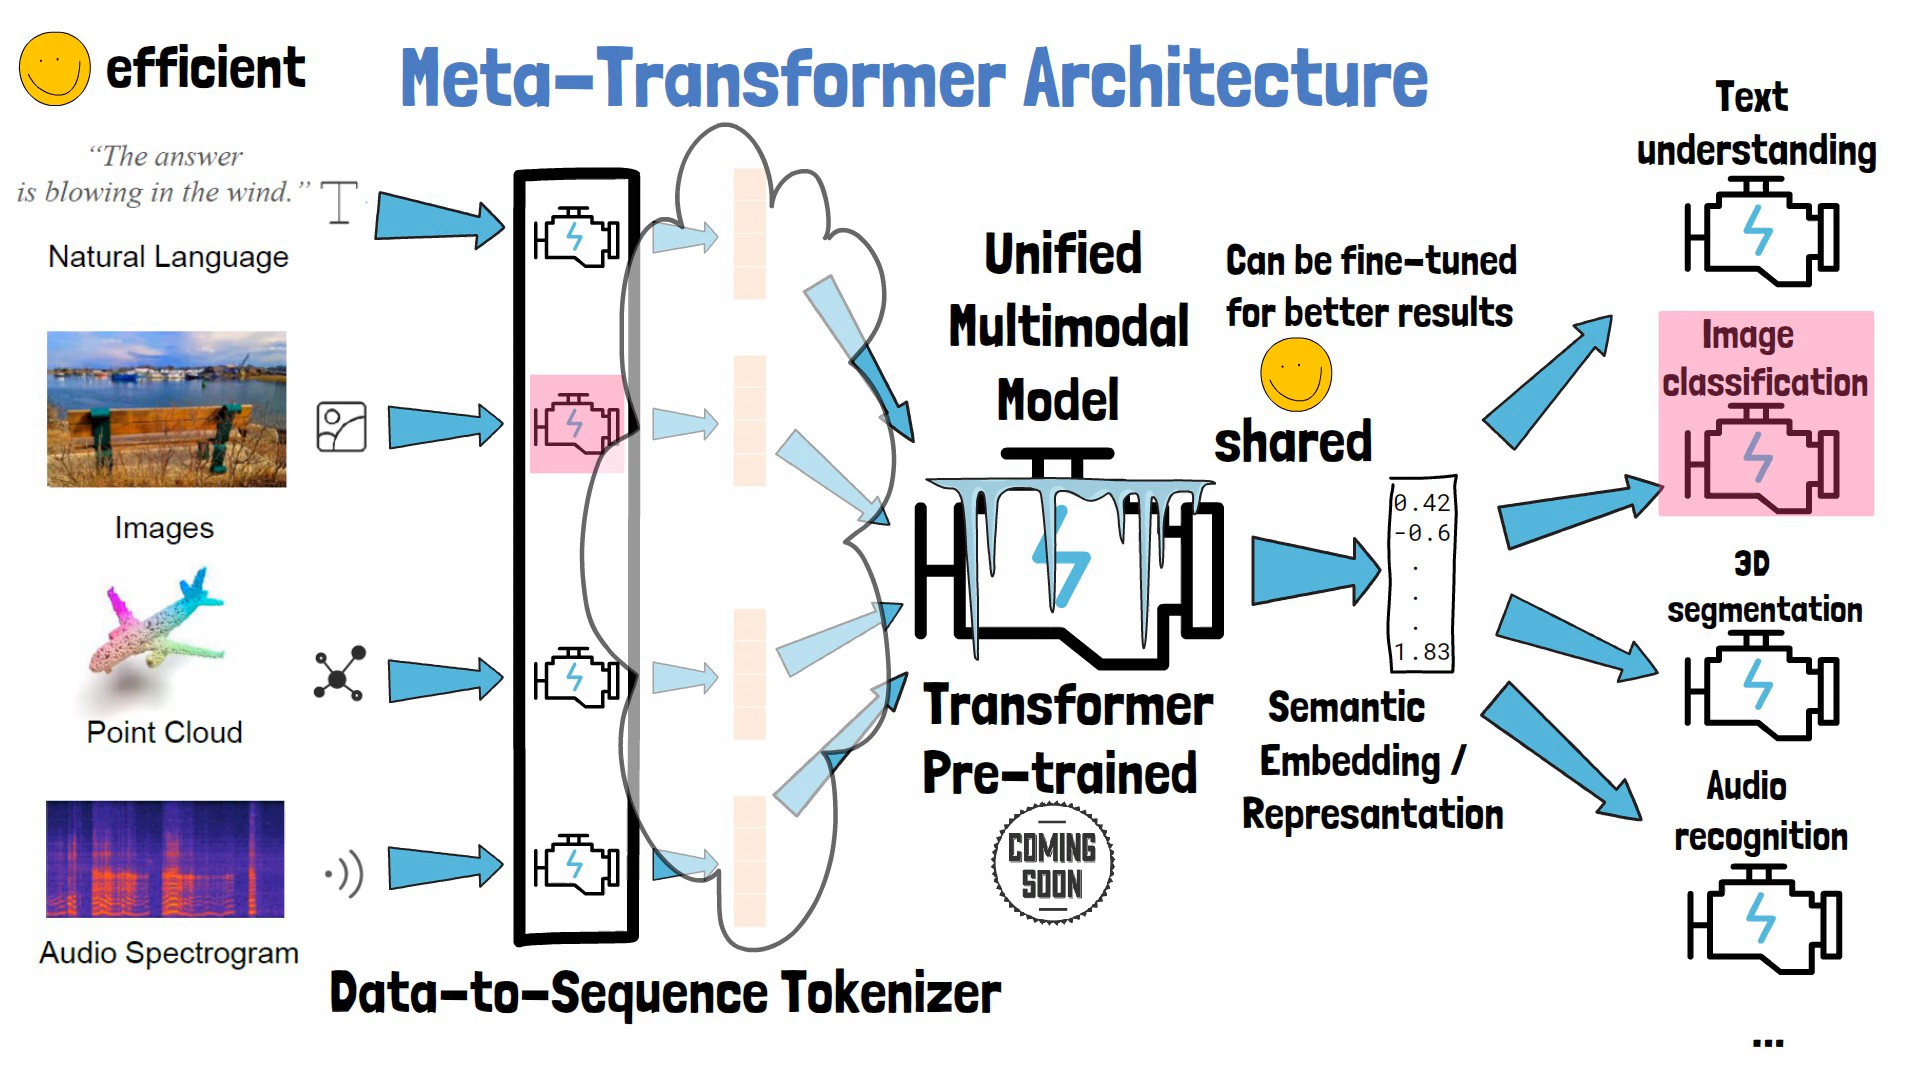 efficient
Meta-Transformer Architecture
“The answer
is blowing in the wind.”
T
Natural Language
Images
Point Cloud
Audio Spectrogram
Data-to-Sequence Tokenizer
Unified
Multimodal
Model
Transformer
Pre-trained
COMING
SOON
Can be fine-tuned
for better results
shared
0.42
-0.6
.
.
.
1.83
Semantic
Embedding /
Represantation
Text
understanding
Image
classification
3D
segmentation
Audio
recognition
...